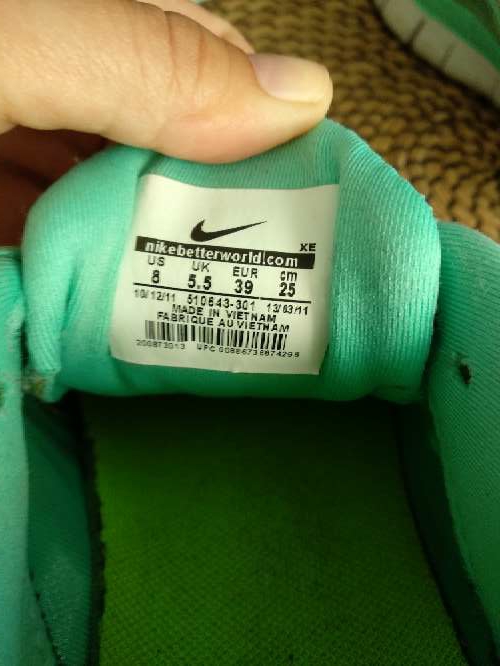 XE
nikebetterworld.com
US UK EUR cm
8 5.5 39 25
10/12/11 510643-301 13/03/11
MADE IN VIETNAM
FABRIQUE AU VIETNAM
UPC